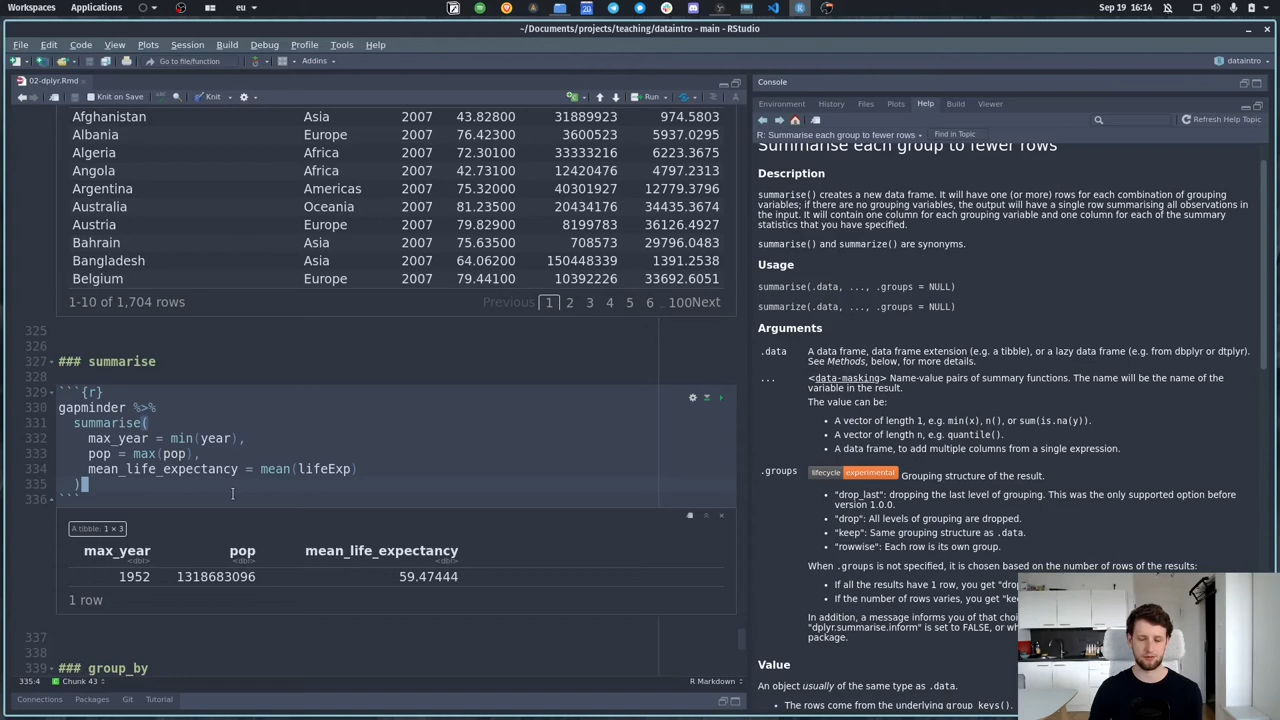 Workspaces Applications eu Sep 19 16:14
~/Documents/projects/teaching/dataintro - main - RStudio
File Edit Code View Plots Session Build Debug Profile Tools Help
Go to file/function Addins dataintro
02-dplyr.Rmd
Knit on Save Knit Run
Afghanistan Asia 2007 43.82800 31889923 974.5803
Albania Europe 2007 76.42300 3600523 5937.0295
Algeria Africa 2007 72.30100 33333216 6223.3675
Angola Africa 2007 42.73100 12420476 4797.2313
Argentina Americas 2007 75.32000 40301927 12779.3796
Australia Oceania 2007 81.23500 20434176 34435.3674
Austria Europe 2007 79.82900 8199783 36126.4927
Bahrain Asia 2007 75.63500 708573 29796.0483
Bangladesh Asia 2007 64.06200 150448339 1391.2538
Belgium Europe 2007 79.44100 10392226 33692.6051
1-10 of 1,704 rows Previous 1 2 3 4 5 6 ... 100 Next
325
326
327 ### summarise
328
329 ```{r}
330 gapminder %>%
331 summarise(
332 max_year = min(year),
333 pop = max(pop),
334 mean_life_expectancy = mean(lifeExp)
335 )
336 ```
A tibble: 1 × 3
max_year pop mean_life_expectancy
<dbl> <dbl> <dbl>
1952 1318683096 59.47444
1 row
337
338
339 ### group_by
335:4 Chunk 43 R Markdown
Connections Packages Git Tutorial
Console
Environment History Files Plots Help Build Viewer
Refresh Help Topic
R: Summarise each group to fewer rows Find in Topic
Summarise each group to fewer rows
Description
summarise() creates a new data frame. It will have one (or more) rows for each combination of grouping
variables; if there are no grouping variables, the output will have a single row summarising all observations in
the input. It will contain one column for each grouping variable and one column for each of the summary
statistics that you have specified.
summarise() and summarize() are synonyms.
Usage
summarise(.data, ..., .groups = NULL)
summarize(.data, ..., .groups = NULL)
Arguments
.data A data frame, data frame extension (e.g. a tibble), or a lazy data frame (e.g. from dbplyr or dtplyr).
See Methods, below, for more details.
... <data-masking> Name-value pairs of summary functions. The name will be the name of the
variable in the result.
The value can be:
• A vector of length 1, e.g. min(x), n(), or sum(is.na(y)).
• A vector of length n, e.g. quantile().
• A data frame, to add multiple columns from a single expression.
.groups lifecycle experimental Grouping structure of the result.
• "drop_last": dropping the last level of grouping. This was the only supported option before
version 1.0.0.
• "drop": All levels of grouping are dropped.
• "keep": Same grouping structure as .data.
• "rowwise": Each row is its own group.
When .groups is not specified, it is chosen based on the number of rows of the results:
• If all the results have 1 row, you get "drop
• If the number of rows varies, you get "kee
In addition, a message informs you of that choi
"dplyr.summarise.inform" is set to FALSE, or wh
package.
Value
An object usually of the same type as .data.
• The rows come from the underlying group_keys().